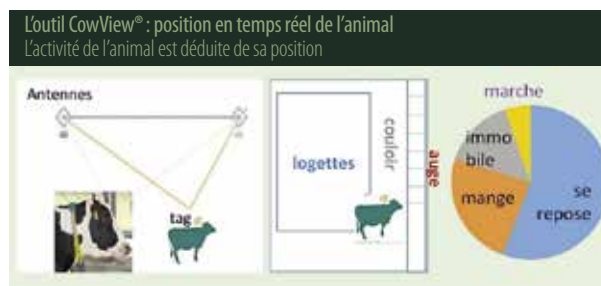 L'outil CowView® : position en temps réel de l'animal
L'activité de l'animal est déduite de sa position
Antennes
tag
logettes
couloir
auge
marche
immo
bile
mange
se
repose